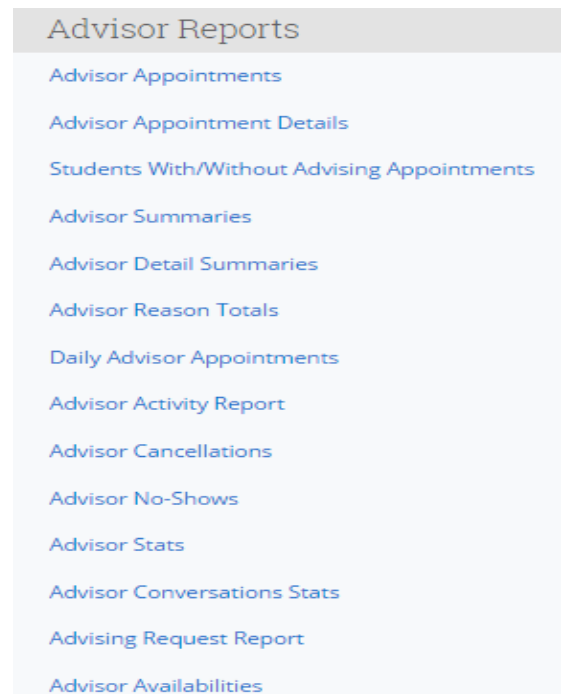 Advisor Reports
Advisor Appointments
Advisor Appointment Details
Students With/Without Advising Appointments
Advisor Summaries
Advisor Detail Summaries
Advisor Reason Totals
Daily Advisor Appointments
Advisor Activity Report
Advisor Cancellations
Advisor No-Shows
Advisor Stats
Advisor Conversations Stats
Advising Request Report
Advisor Availabilities